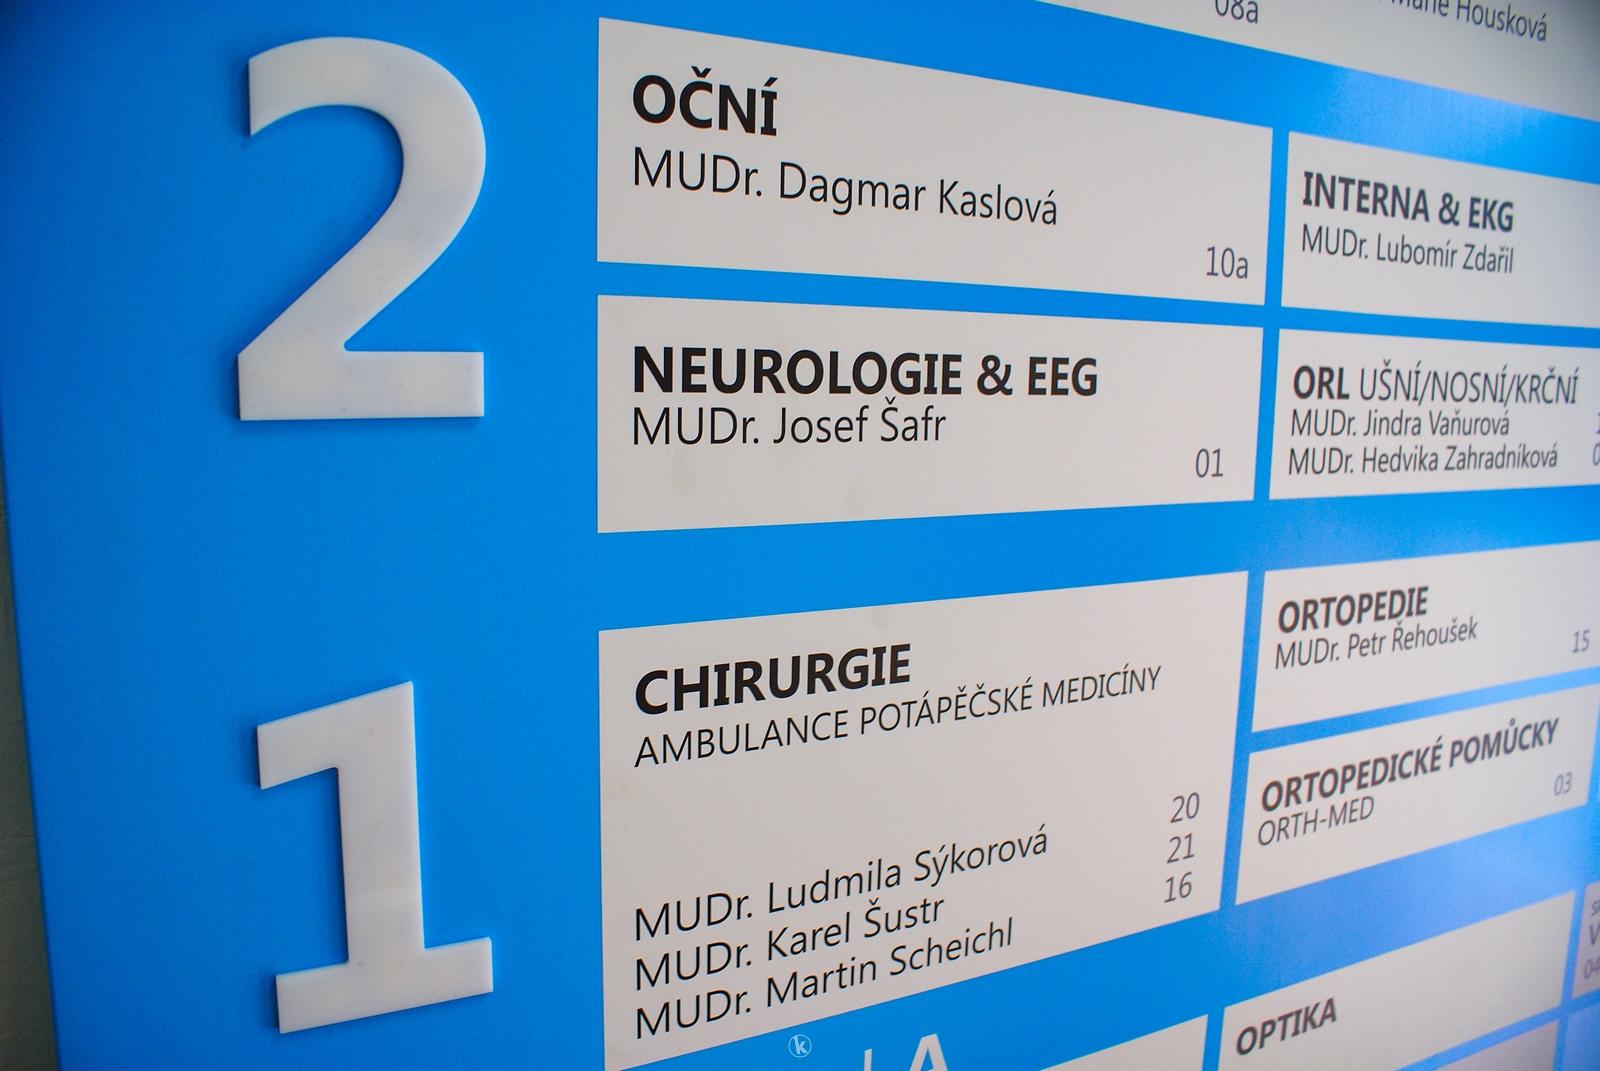 08a
Marie Housková
2
OČNÍ
MUDr. Dagmar Kaslová
10a
INTERNA & EKG
MUDr. Lubomír Zdařil
NEUROLOGIE & EEG
MUDr. Josef Šafr
01
ORL UŠNÍ/NOSNÍ/KRČNÍ
MUDr. Jindra Vaňurová
MUDr. Hedvika Zahradníková
1
CHIRURGIE
AMBULANCE POTÁPĚČSKÉ MEDICÍNY
20
21
16
MUDr. Ludmila Sýkorová
MUDr. Karel Šustr
MUDr. Martin Scheichl
ORTOPEDIE
MUDr. Petr Řehoušek
15
ORTOPEDICKÉ POMŮCKY
ORTH-MED
03
OPTIKA
k